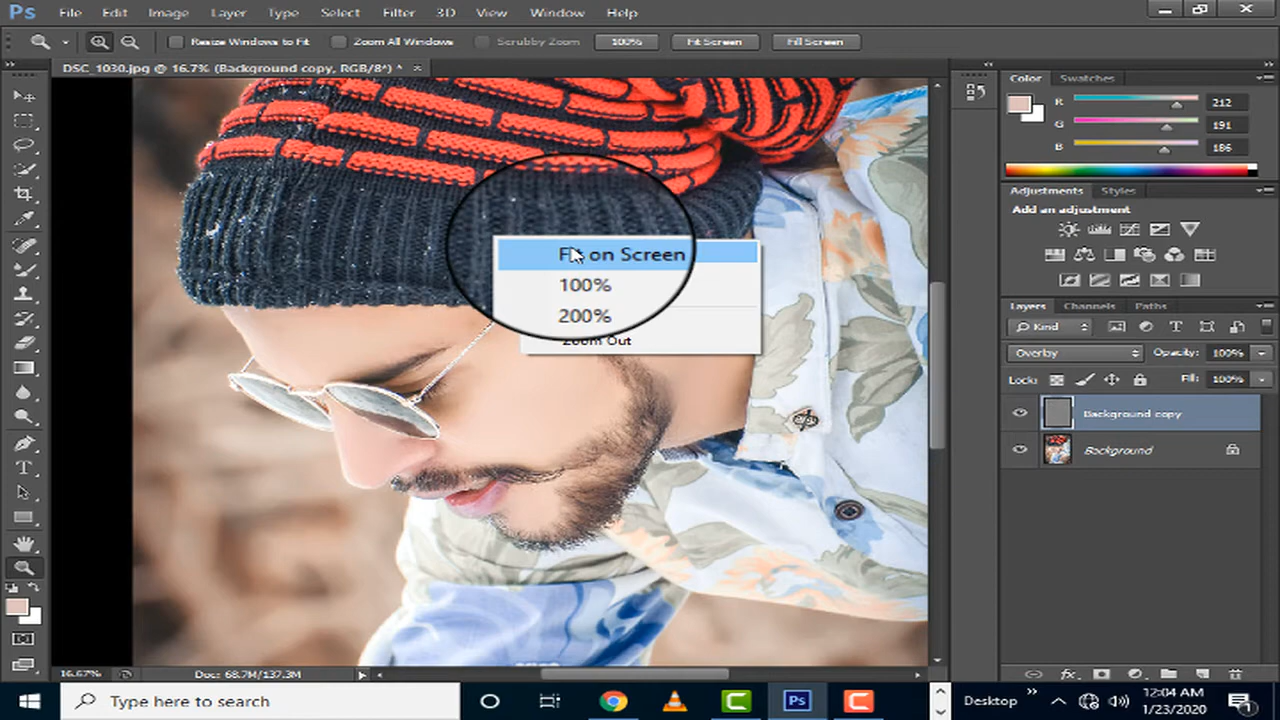 Ps File Edit Image Layer Type Select Filter 3D View Window Help
Resize Windows to Fit Zoom All Windows Scrubby Zoom 100% Fit Screen Fill Screen
DSC_1030.jpg @ 16.7% (Background copy, RGB/8*) * ×
Color Swatches
R 212
G 191
B 186
Adjustments Styles
Add an adjustment
Fit on Screen
100%
200%
Zoom Out
Layers Channels Paths
Kind T
Overby Opacity: 100%
Lock: Fill: 100%
Background copy
Background
16.67% Doc: 68.7M/137.3M
fx
Type here to search
Ps
Desktop
12:04 AM
1/23/2020
1